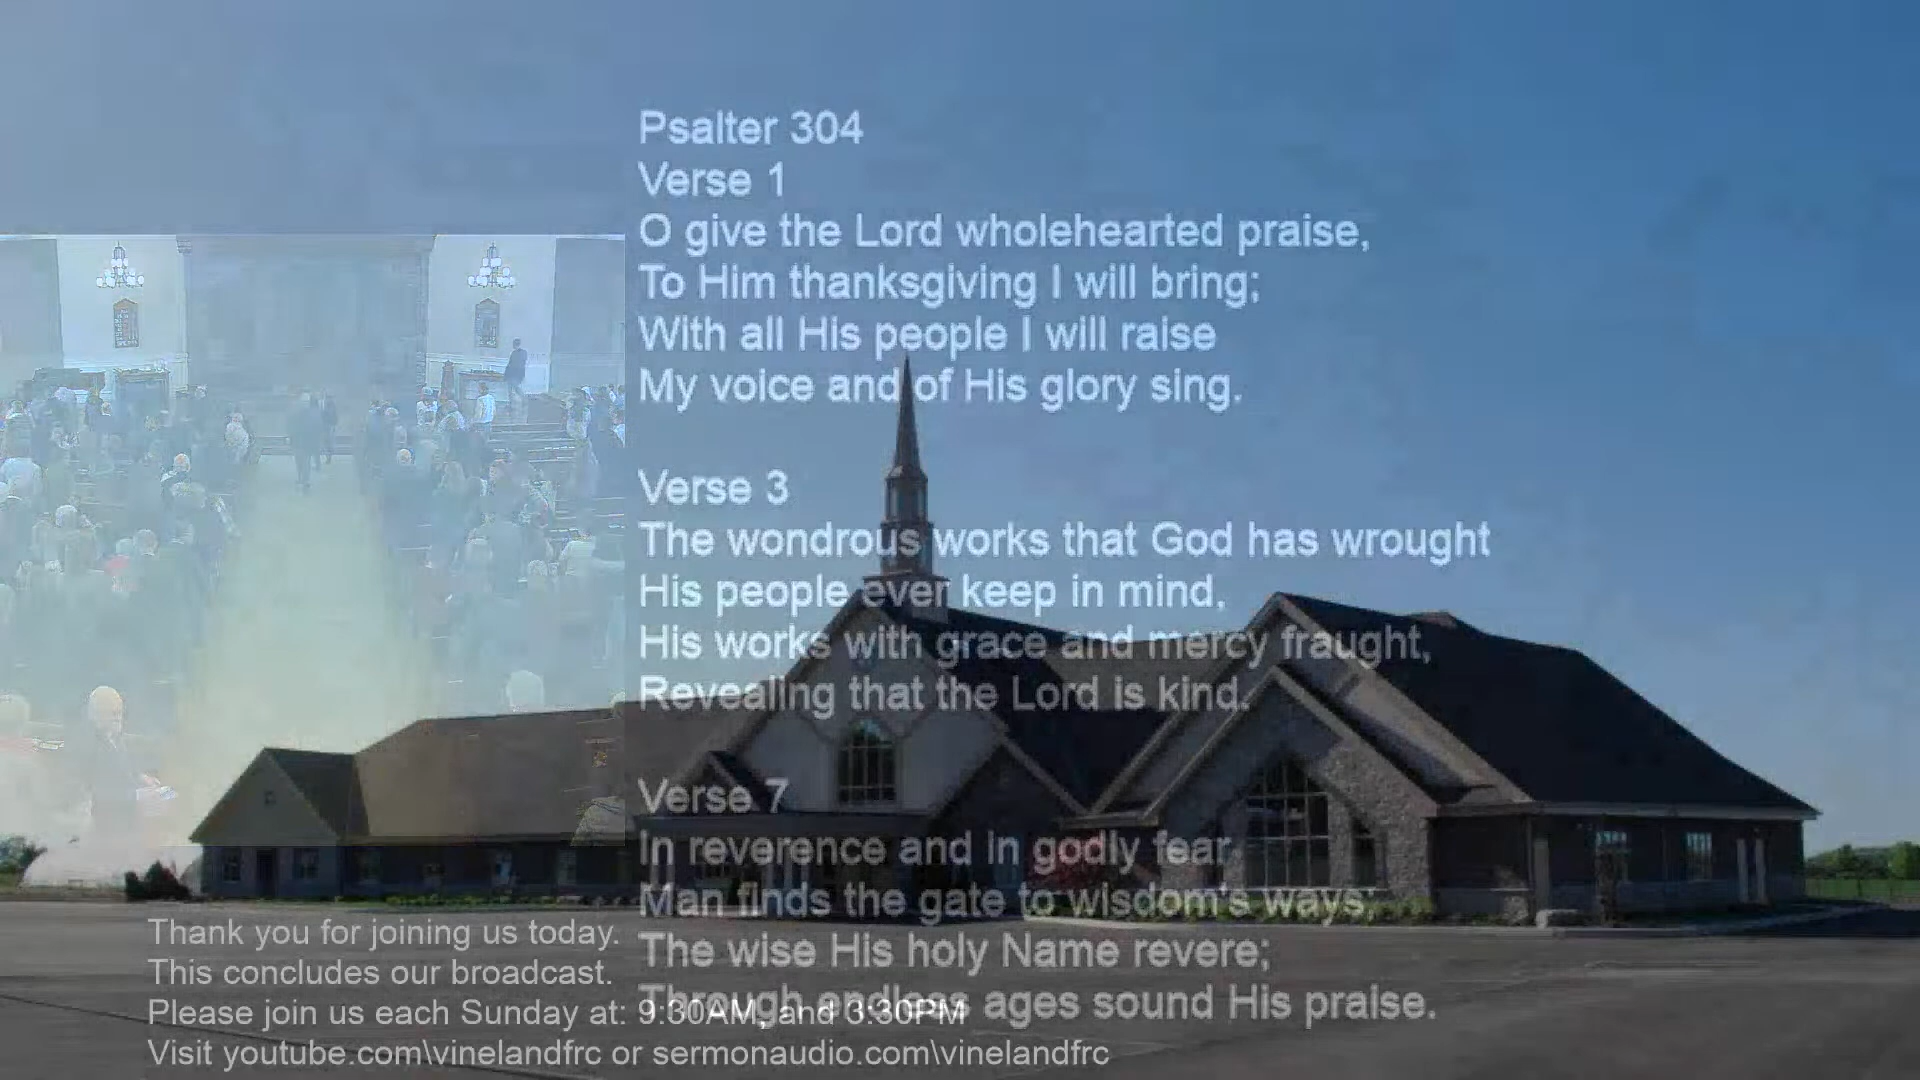 Psalter 304
Verse 1
O give the Lord wholehearted praise,
To Him thanksgiving I will bring;
With all His people I will raise
My voice and of His glory sing.
Verse 3
The wondrous works that God has wrought
His people ever keep in mind,
His works with grace and mercy fraught,
Revealing that the Lord is kind.
Verse 7
In reverence and in godly fear
Man finds the gate to wisdom's ways;
The wise His holy Name revere;
Through endless ages sound His praise.
Thank you for joining us today.
This concludes our broadcast.
Please join us each Sunday at: 9:30AM, and 3:30PM
Visit youtube.com\vinelandfrc or sermonaudio.com\vinelandfrc